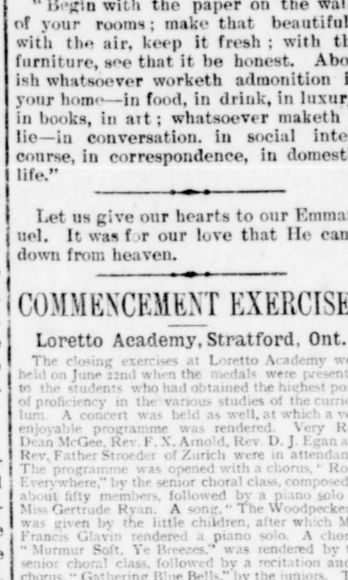 "Begin with the paper on the wal
of your rooms; make that beautiful
with the air, keep it fresh; with th
furniture, see that it be honest. Abo
ish whatsoever worketh admonition i
your home—in food, in drink, in luxur
in books, in art; whatsoever maketh
lie—in conversation, in social inte
course, in correspondence, in domest
life."
Let us give our hearts to our Emma
uel. It was for our love that He cam
down from heaven.
COMMENCEMENT EXERCISE
Loretto Academy, Stratford, Ont.
The closing exercises at Loretto Academy we
held on June 22nd when the medals were present
to the students who had obtained the highest po
of proficiency in the various studies of the curric
lum. A concert was held as well, at which a v
enjoyable programme was rendered. Very R
Dean McGee, Rev. F. X. Arnold, Rev. D. J. Egan a
Rev. Father Stroeder of Zurich were in attendan
The programme was opened with a chorus, " Ro
Everywhere," by the senior choral class, composed
about fifty members, followed by a piano solo
Miss Gertrude Ryan. A song, " The Woodpecke
was given by the little children, after which M
Francis Glavin rendered a piano solo. A chor
" Murmur Soft, Ye Breezes," was rendered by t
senior choral class, followed by a recitation and
chorus, " Gathering Blue Bells," by the juniors. T